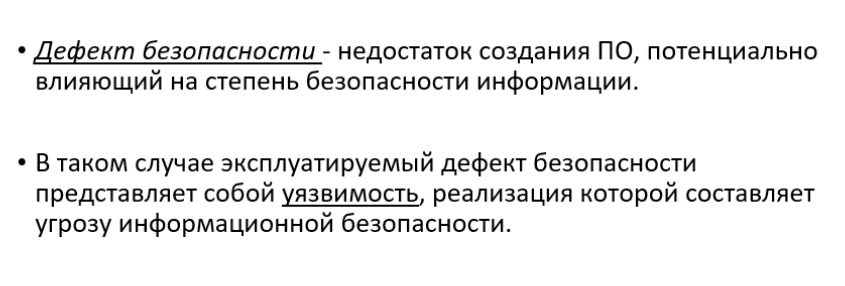 • Дефект безопасности - недостаток создания ПО, потенциально
влияющий на степень безопасности информации.
• В таком случае эксплуатируемый дефект безопасности
представляет собой уязвимость, реализация которой составляет
угрозу информационной безопасности.